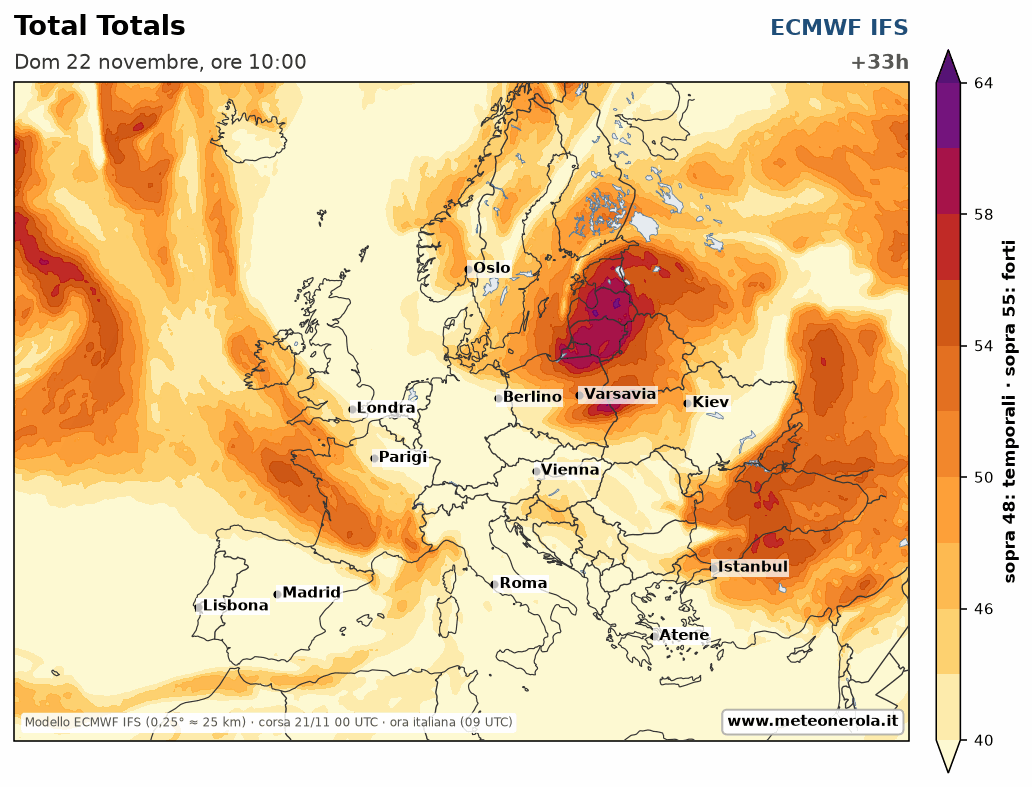 Total Totals
ECMWF IFS
Dom 22 novembre, ore 10:00
+33h
Oslo
Londra
Berlino
Varsavia
Kiev
Parigi
Vienna
Istanbul
Roma
Madrid
Lisbona
Atene
Modello ECMWF IFS (0,25° ≈ 25 km) · corsa 21/11 00 UTC · ora italiana (09 UTC)
www.meteonerola.it
64
58
54
50
46
40
sopra 48: temporali · sopra 55: forti